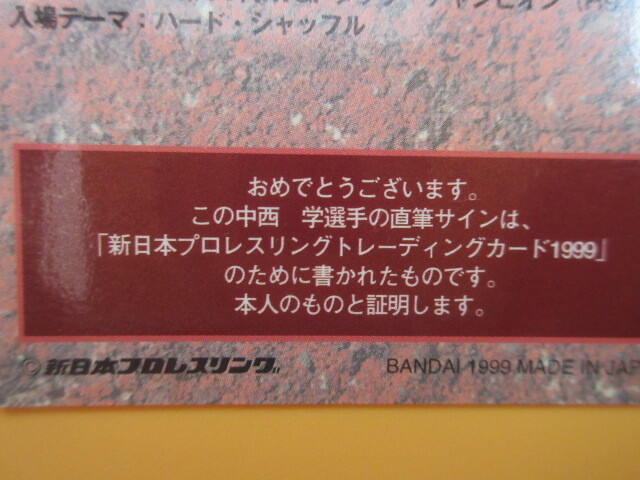 入場テーマ：ハード・シャッフル
おめでとうございます。
この中西　学選手の直筆サインは、
「新日本プロレスリングトレーディングカード1999」
のために書かれたものです。
本人のものと証明します。
© 新日本プロレスリング
BANDAI 1999 MADE IN JAP